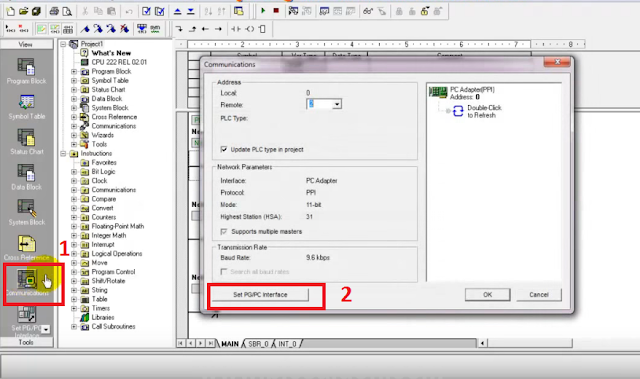 View
Program Block
Symbol Table
Status Chart
Data Block
System Block
Cross Reference
Communications
Set PG/PC
Interface
Tools
1
Project1
What's New
CPU 222 REL 02.01
Program Block
Symbol Table
Status Chart
Data Block
System Block
Cross Reference
Communications
Wizards
Tools
Instructions
Favorites
Bit Logic
Clock
Communications
Compare
Convert
Counters
Floating-Point Math
Integer Math
Interrupt
Logical Operations
Move
Program Control
Shift/Rotate
String
Table
Timers
Libraries
Call Subroutines
Symbol
Var Type
Data Type
Comment
Communications
Address
Local: 0
Remote: 2
PLC Type:
Update PLC type in project
Network Parameters
Interface: PC Adapter
Protocol: PPI
Mode: 11-bit
Highest Station (HSA): 31
Supports multiple masters
Transmission Rate
Baud Rate: 9.6 kbps
Search all baud rates
Set PG/PC Interface
2
PC Adapter(PPI)
Address: 0
Double-Click
to Refresh
OK
Cancel
MAIN SBR_0 INT_0